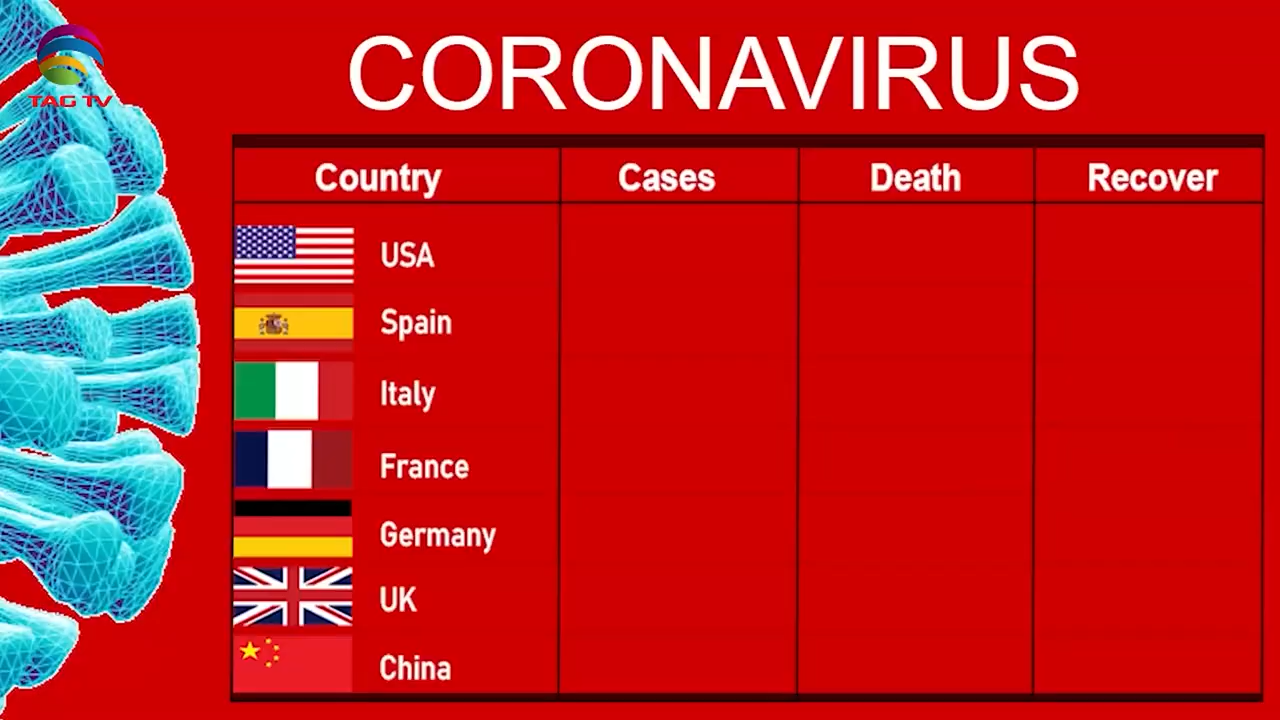 TAG TV
CORONAVIRUS
Country Cases Death Recover
USA
Spain
Italy
France
Germany
UK
China